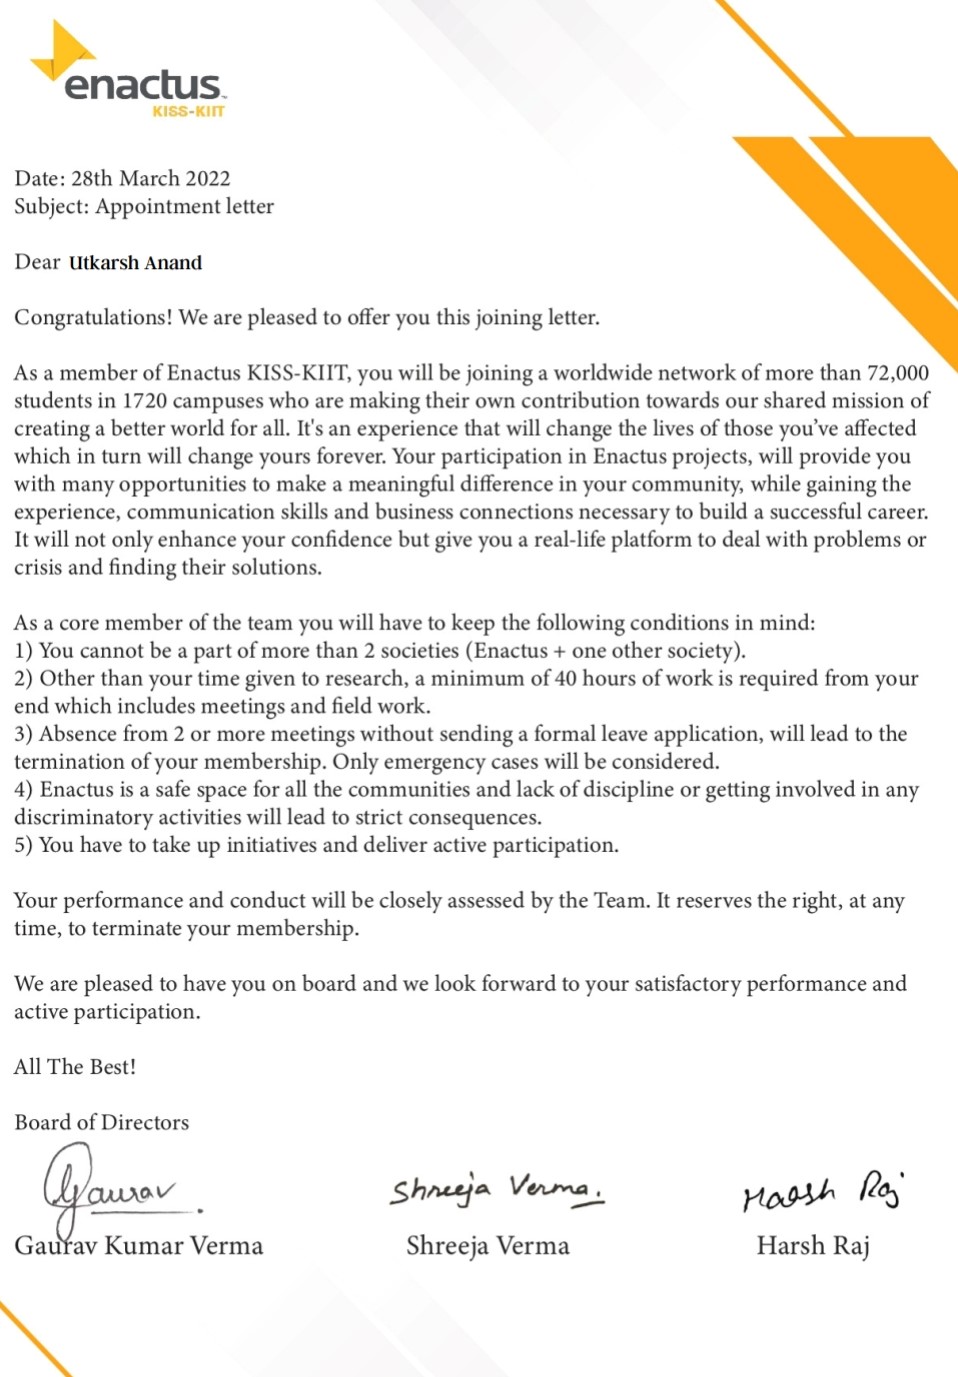 enactus™
KISS-KIIT
Date: 28th March 2022
Subject: Appointment letter
Dear Utkarsh Anand
Congratulations! We are pleased to offer you this joining letter.
As a member of Enactus KISS-KIIT, you will be joining a worldwide network of more than 72,000
students in 1720 campuses who are making their own contribution towards our shared mission of
creating a better world for all. It's an experience that will change the lives of those you’ve affected
which in turn will change yours forever. Your participation in Enactus projects, will provide you
with many opportunities to make a meaningful difference in your community, while gaining the
experience, communication skills and business connections necessary to build a successful career.
It will not only enhance your confidence but give you a real-life platform to deal with problems or
crisis and finding their solutions.
As a core member of the team you will have to keep the following conditions in mind:
1) You cannot be a part of more than 2 societies (Enactus + one other society).
2) Other than your time given to research, a minimum of 40 hours of work is required from your
end which includes meetings and field work.
3) Absence from 2 or more meetings without sending a formal leave application, will lead to the
termination of your membership. Only emergency cases will be considered.
4) Enactus is a safe space for all the communities and lack of discipline or getting involved in any
discriminatory activities will lead to strict consequences.
5) You have to take up initiatives and deliver active participation.
Your performance and conduct will be closely assessed by the Team. It reserves the right, at any
time, to terminate your membership.
We are pleased to have you on board and we look forward to your satisfactory performance and
active participation.
All The Best!
Board of Directors
Gaurav Shreeja Verma. Harsh Raj
Gaurav Kumar Verma Shreeja Verma Harsh Raj